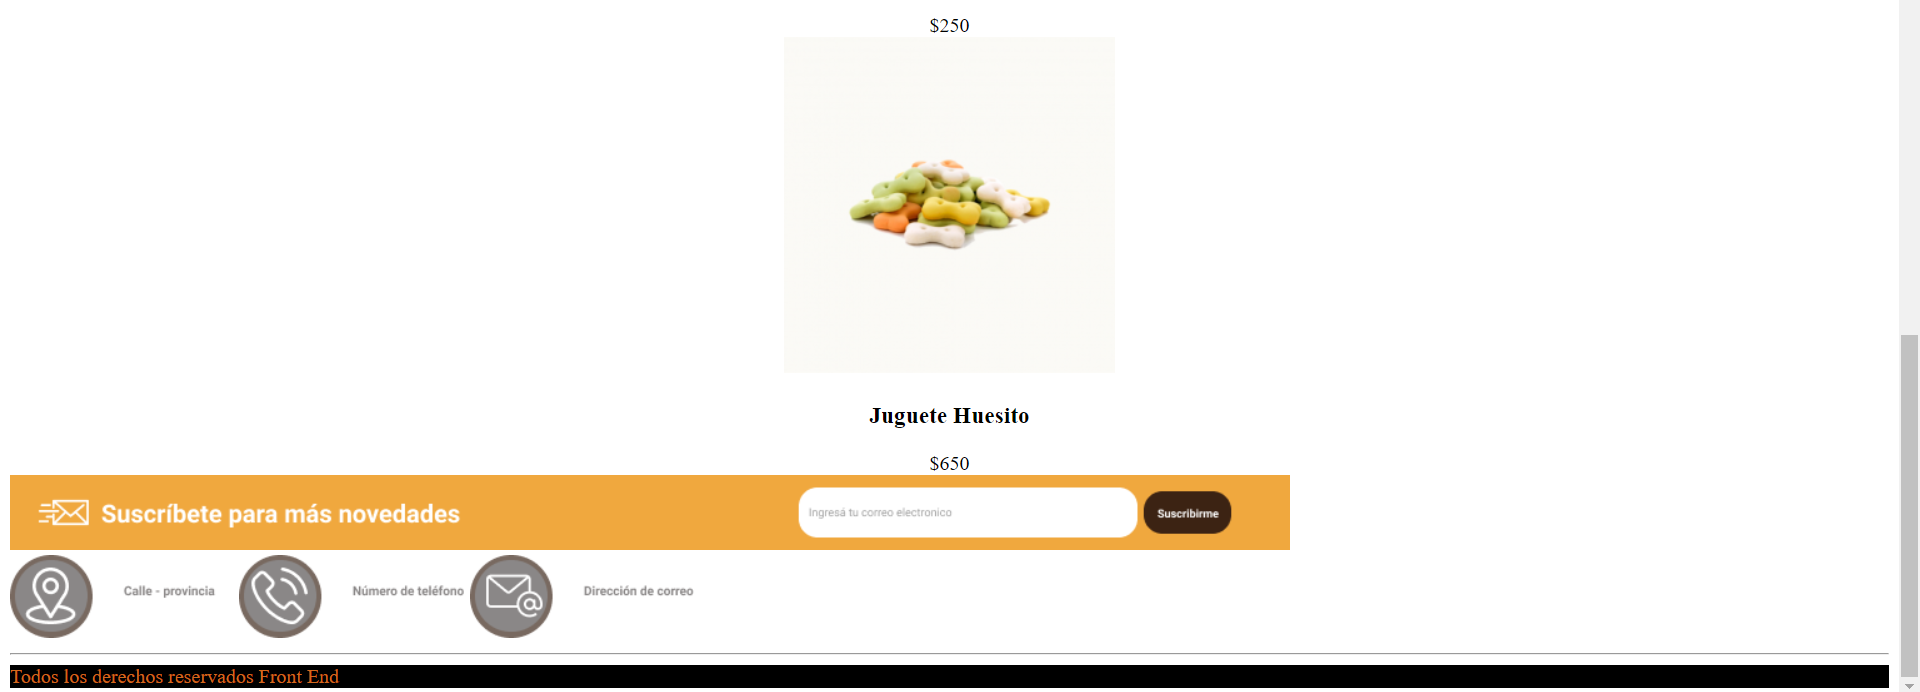 $250
Juguete Huesito
$650
Suscríbete para más novedades
Ingresá tu correo electronico
Suscribirme
Calle - provincia
Número de teléfono
Dirección de correo
Todos los derechos reservados Front End